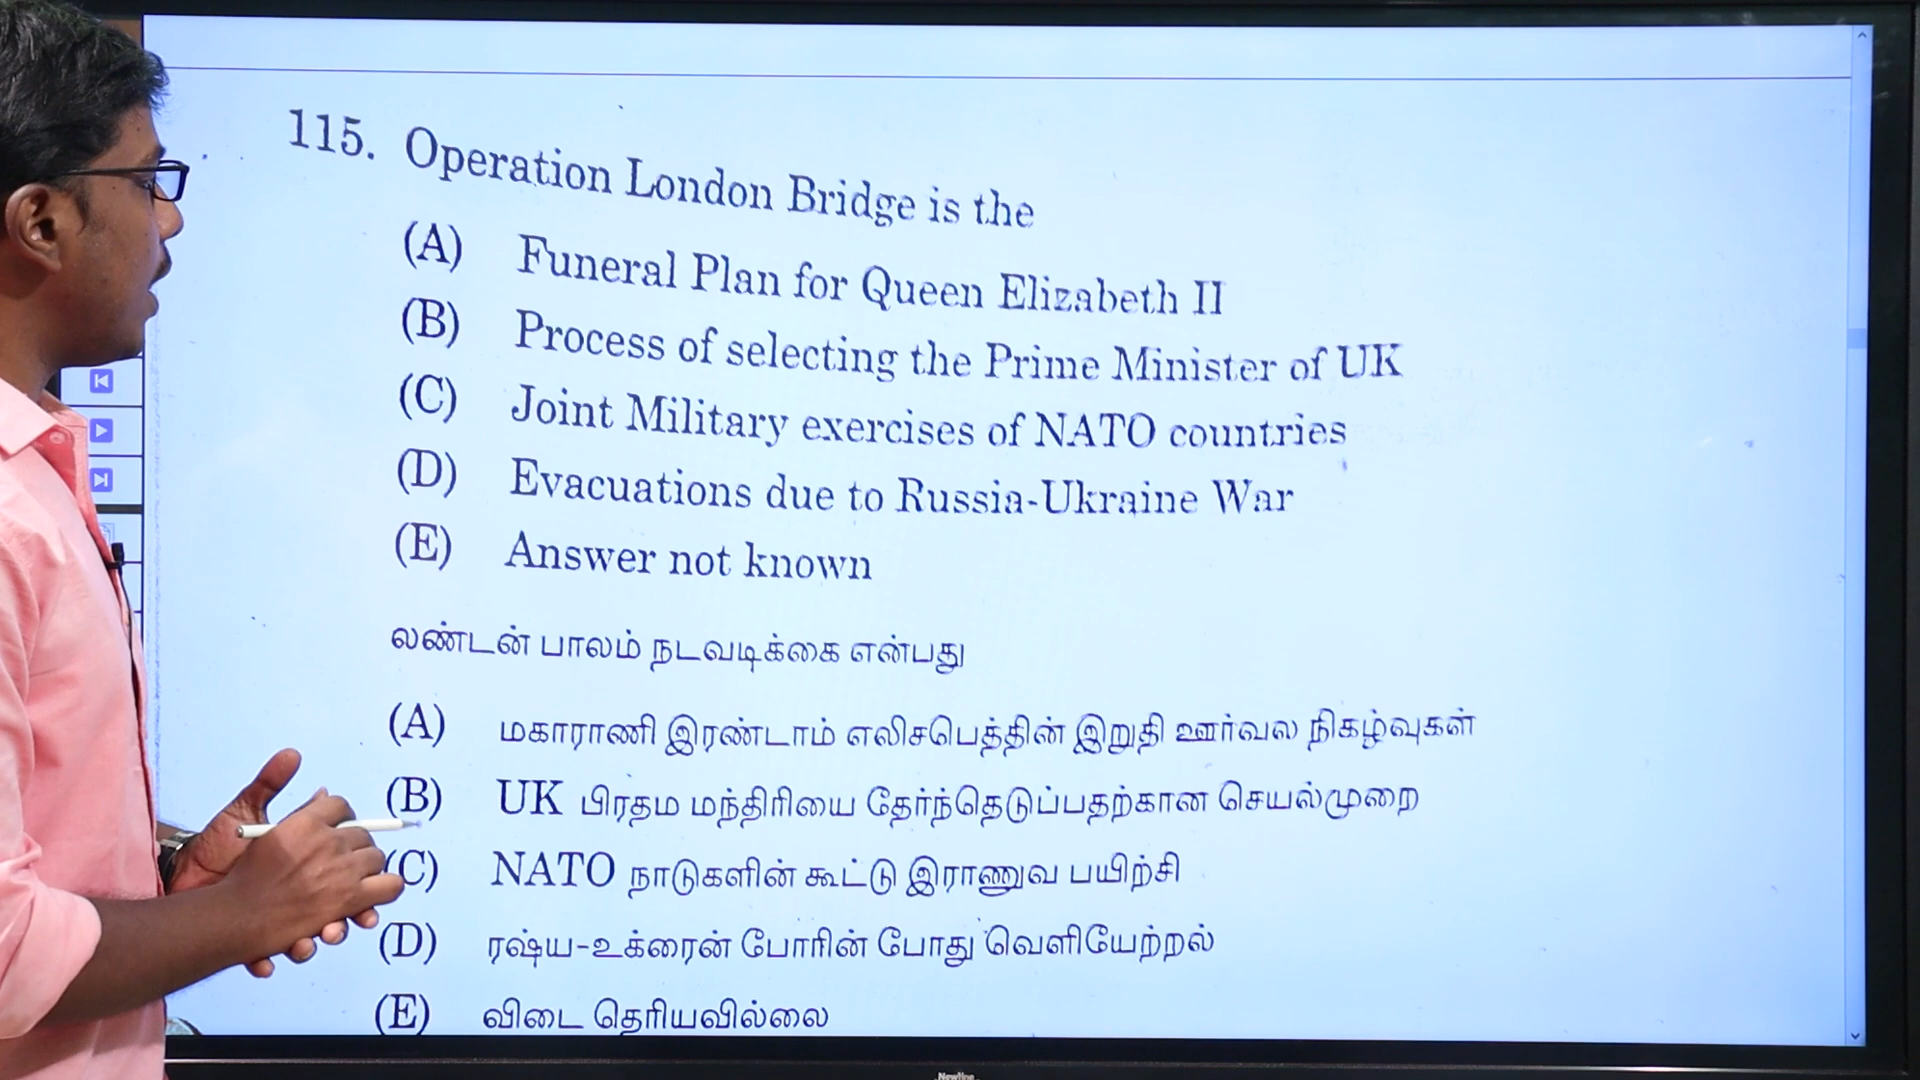 115. Operation London Bridge is the
(A) Funeral Plan for Queen Elizabeth II
(B) Process of selecting the Prime Minister of UK
(C) Joint Military exercises of NATO countries
(D) Evacuations due to Russia-Ukraine War
(E) Answer not known
லண்டன் பாலம் நடவடிக்கை என்பது
(A) மகாராணி இரண்டாம் எலிசபெத்தின் இறுதி ஊர்வல நிகழ்வுகள்
(B) UK பிரதம மந்திரியை தேர்ந்தெடுப்பதற்கான செயல்முறை
(C) NATO நாடுகளின் கூட்டு இராணுவ பயிற்சி
(D) ரஷ்ய-உக்ரைன் போரின் போது வெளியேற்றல்
(E) விடை தெரியவில்லை
Newline